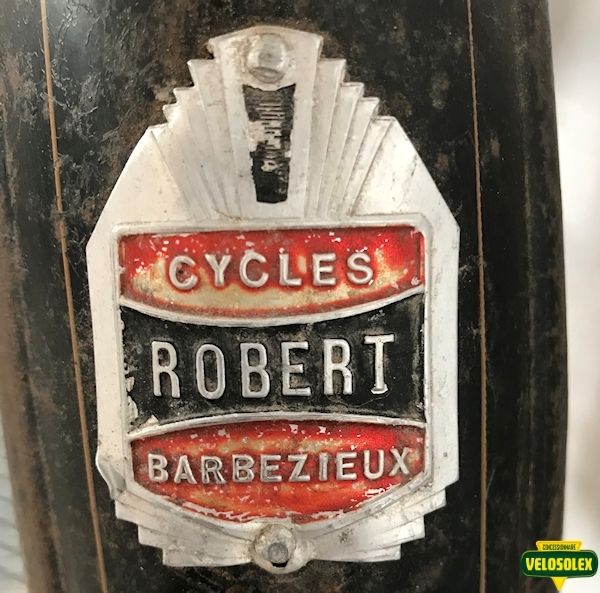 CYCLES
ROBERT
BARBEZIEUX
CONCESSIONNAIRE
VELOSOLEX